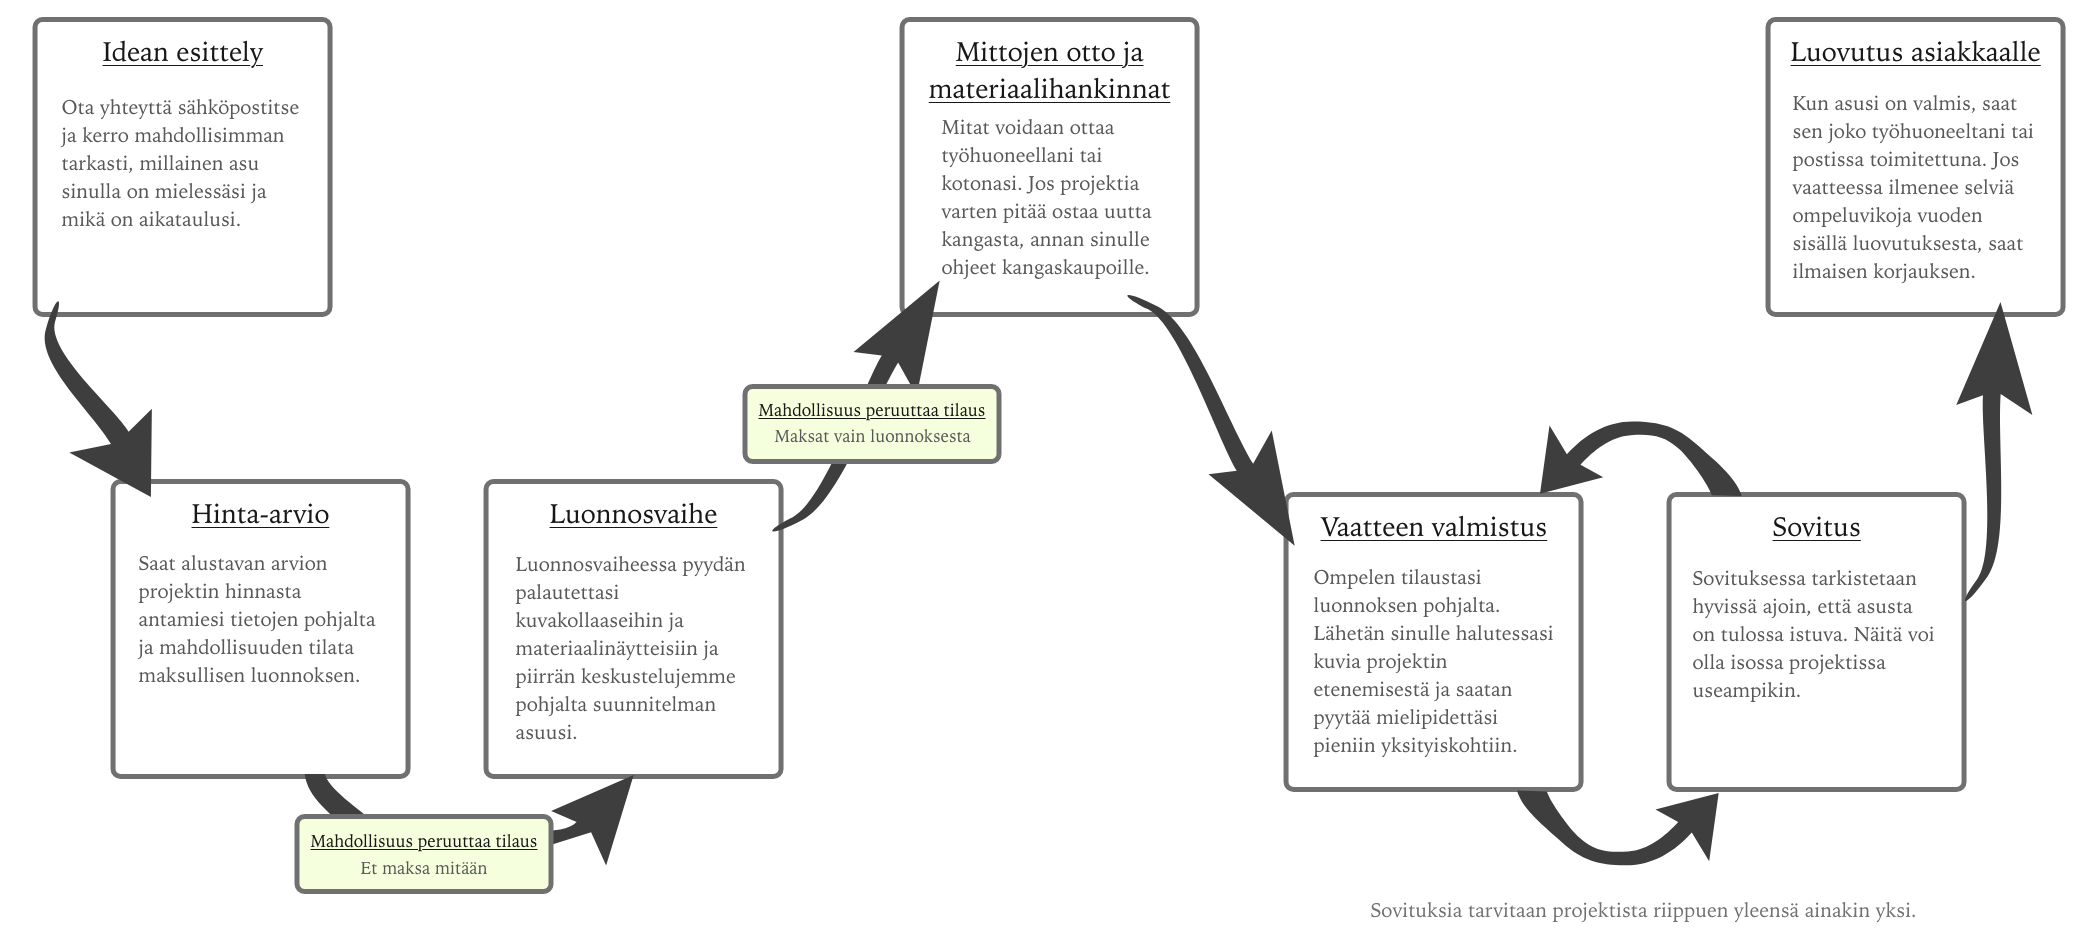 Idean esittely
Ota yhteyttä sähköpostitse
ja kerro mahdollisimman
tarkasti, millainen asu
sinulla on mielessäsi ja
mikä on aikataulusi.
Hinta-arvio
Saat alustavan arvion
projektin hinnasta
antamiesi tietojen pohjalta
ja mahdollisuuden tilata
maksullisen luonnoksen.
Mahdollisuus peruuttaa tilaus
Et maksa mitään
Luonnosvaihe
Luonnosvaiheessa pyydän
palautettasi
kuvakollaaseihin ja
materiaalinäytteisiin ja
piirrän keskustelujemme
pohjalta suunnitelman
asuusi.
Mahdollisuus peruuttaa tilaus
Maksat vain luonnoksesta
Mittojen otto ja
materiaalihankinnat
Mitat voidaan ottaa
työhuoneellani tai
kotonasi. Jos projektia
varten pitää ostaa uutta
kangasta, annan sinulle
ohjeet kangaskaupoille.
Vaatteen valmistus
Ompelen tilaustasi
luonnoksen pohjalta.
Lähetän sinulle halutessasi
kuvia projektin
etenemisestä ja saatan
pyytää mielipidettäsi
pieniin yksityiskohtiin.
Sovitus
Sovituksessa tarkistetaan
hyvissä ajoin, että asusta
on tulossa istuva. Näitä voi
olla isossa projektissa
useampikin.
Sovituksia tarvitaan projektista riippuen yleensä ainakin yksi.
Luovutus asiakkaalle
Kun asusi on valmis, saat
sen joko työhuoneeltani tai
postissa toimitettuna. Jos
vaatteessa ilmenee selviä
ompeluvikoja vuoden
sisällä luovutuksesta, saat
ilmaisen korjauksen.